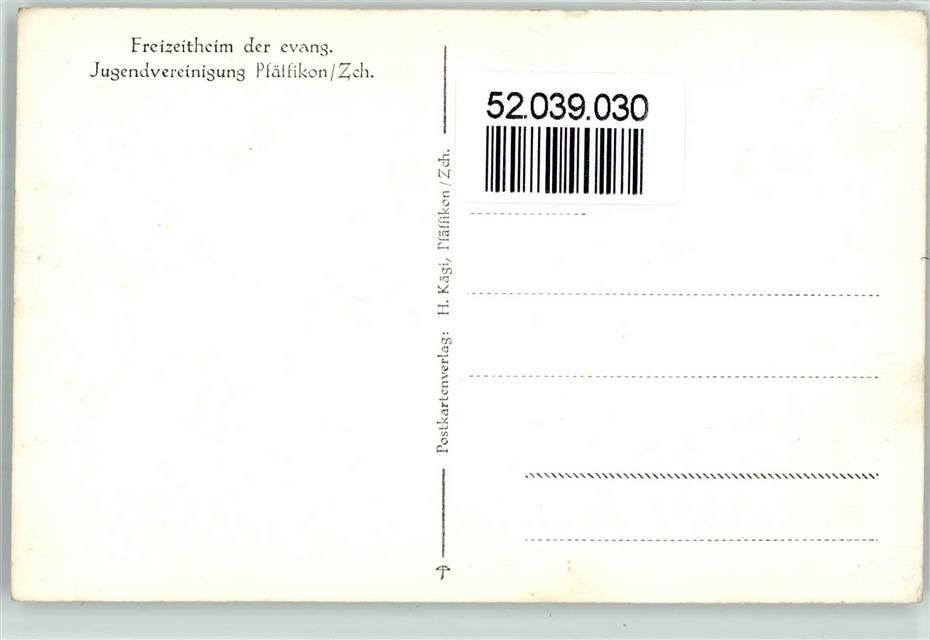 Freizeitheim der evang.
Jugendvereinigung Pfäffikon/Zch.
Postkartenverlag: H. Kägi, Pfäffikon/Zch.
52.039.030